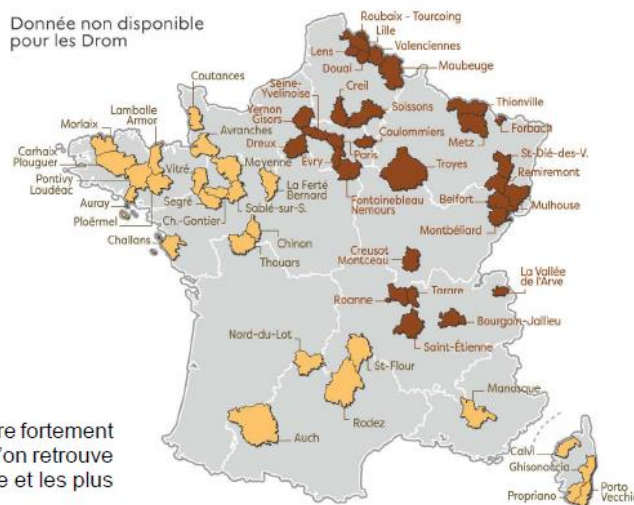 Donnée non disponible
pour les Drom
Roubaix - Tourcoing
Lille
Lens
Valenciennes
Douai
Maubeuge
Coutances
Seine-
Yvelinoise
Creil
Vernon
Gisors
Soissons
Thionville
Lamballe
Armor
Forbach
Morlaix
Avranches
Dreux
Coulommiers
Metz
Carhaix
Plouguer
Mayenne
Evry
Paris
Troyes
St-Dié-des-V.
Vitré
Remiremont
Pontivy
Loudéac
La Ferté
Bernard
Fontainebleau
Nemours
Belfort
Auray
Segré
Sablé-sur-S.
Mulhouse
Ploërmel
Ch.-Gontier
Montbéliard
Challans
Chinon
Creusot
Montceau
Thouars
La Vallée
de l'Arve
Roanne
Tarare
Bourgoin-Jallieu
Nord-du-Lot
Saint-Étienne
St-Flour
Manosque
Rodez
Auch
Calvi
Ghisonaccia
Propriano
Porto
Vecchio
re fortement
'on retrouve
e et les plus